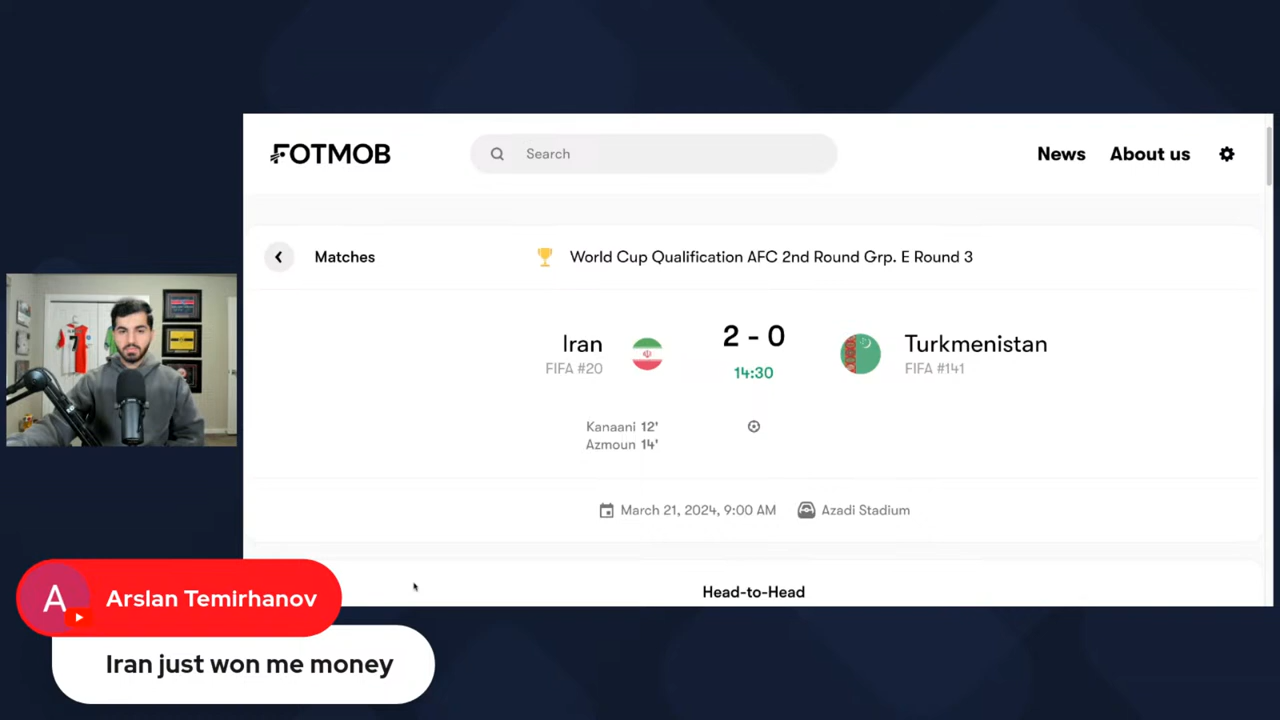 FOTMOB
Search
News
About us
Matches
World Cup Qualification AFC 2nd Round Grp. E Round 3
Iran
FIFA #20
2 - 0
14:30
Turkmenistan
FIFA #141
Kanaani 12'
Azmoun 14'
March 21, 2024, 9:00 AM
Azadi Stadium
Head-to-Head
A
Arslan Temirhanov
Iran just won me money
7